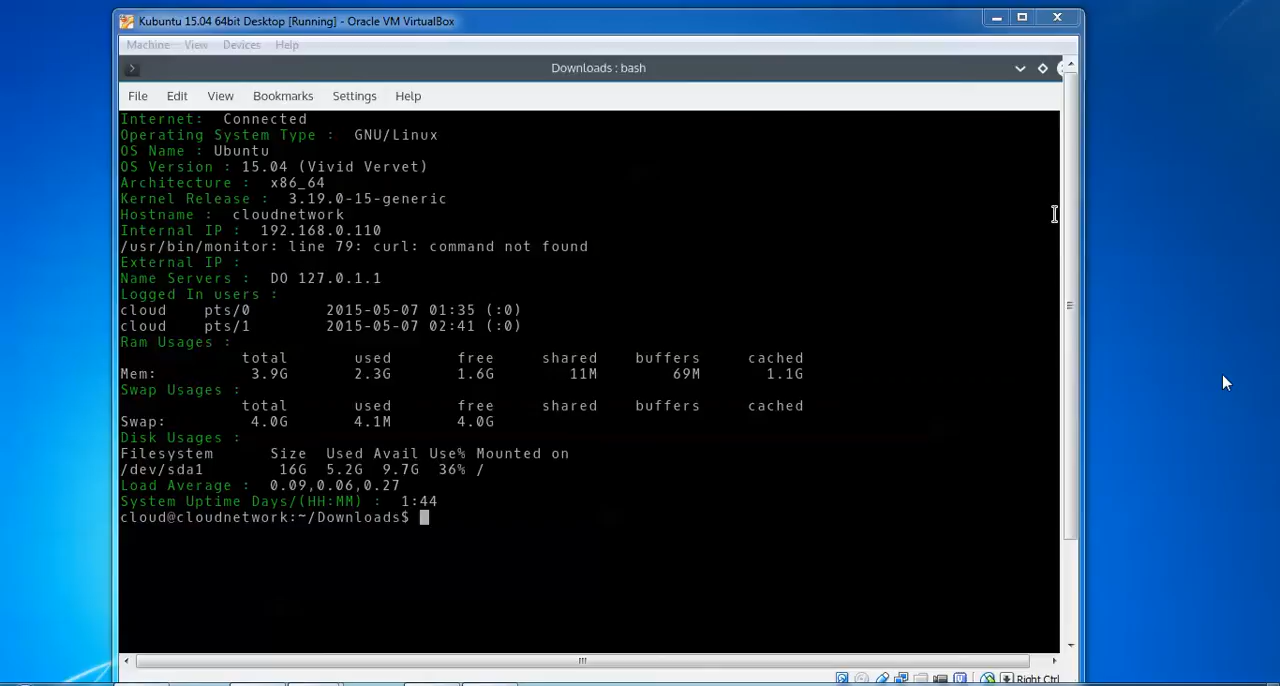 Kubuntu 15.04 64bit Desktop [Running] - Oracle VM VirtualBox
Machine View Devices Help
Downloads : bash
File Edit View Bookmarks Settings Help
Internet: Connected
Operating System Type : GNU/Linux
OS Name : Ubuntu
OS Version : 15.04 (Vivid Vervet)
Architecture : x86_64
Kernel Release : 3.19.0-15-generic
Hostname : cloudnetwork
Internal IP : 192.168.0.110
/usr/bin/monitor: line 79: curl: command not found
External IP :
Name Servers : DO 127.0.1.1
Logged In users :
cloud pts/0 2015-05-07 01:35 (:0)
cloud pts/1 2015-05-07 02:41 (:0)
Ram Usages :
total used free shared buffers cached
Mem: 3.9G 2.3G 1.6G 11M 69M 1.1G
Swap Usages :
total used free shared buffers cached
Swap: 4.0G 4.1M 4.0G
Disk Usages :
Filesystem Size Used Avail Use% Mounted on
/dev/sda1 16G 5.2G 9.7G 36% /
Load Average : 0.09,0.06,0.27
System Uptime Days/(HH:MM) : 1:44
cloud@cloudnetwork:~/Downloads$
Right Ctrl